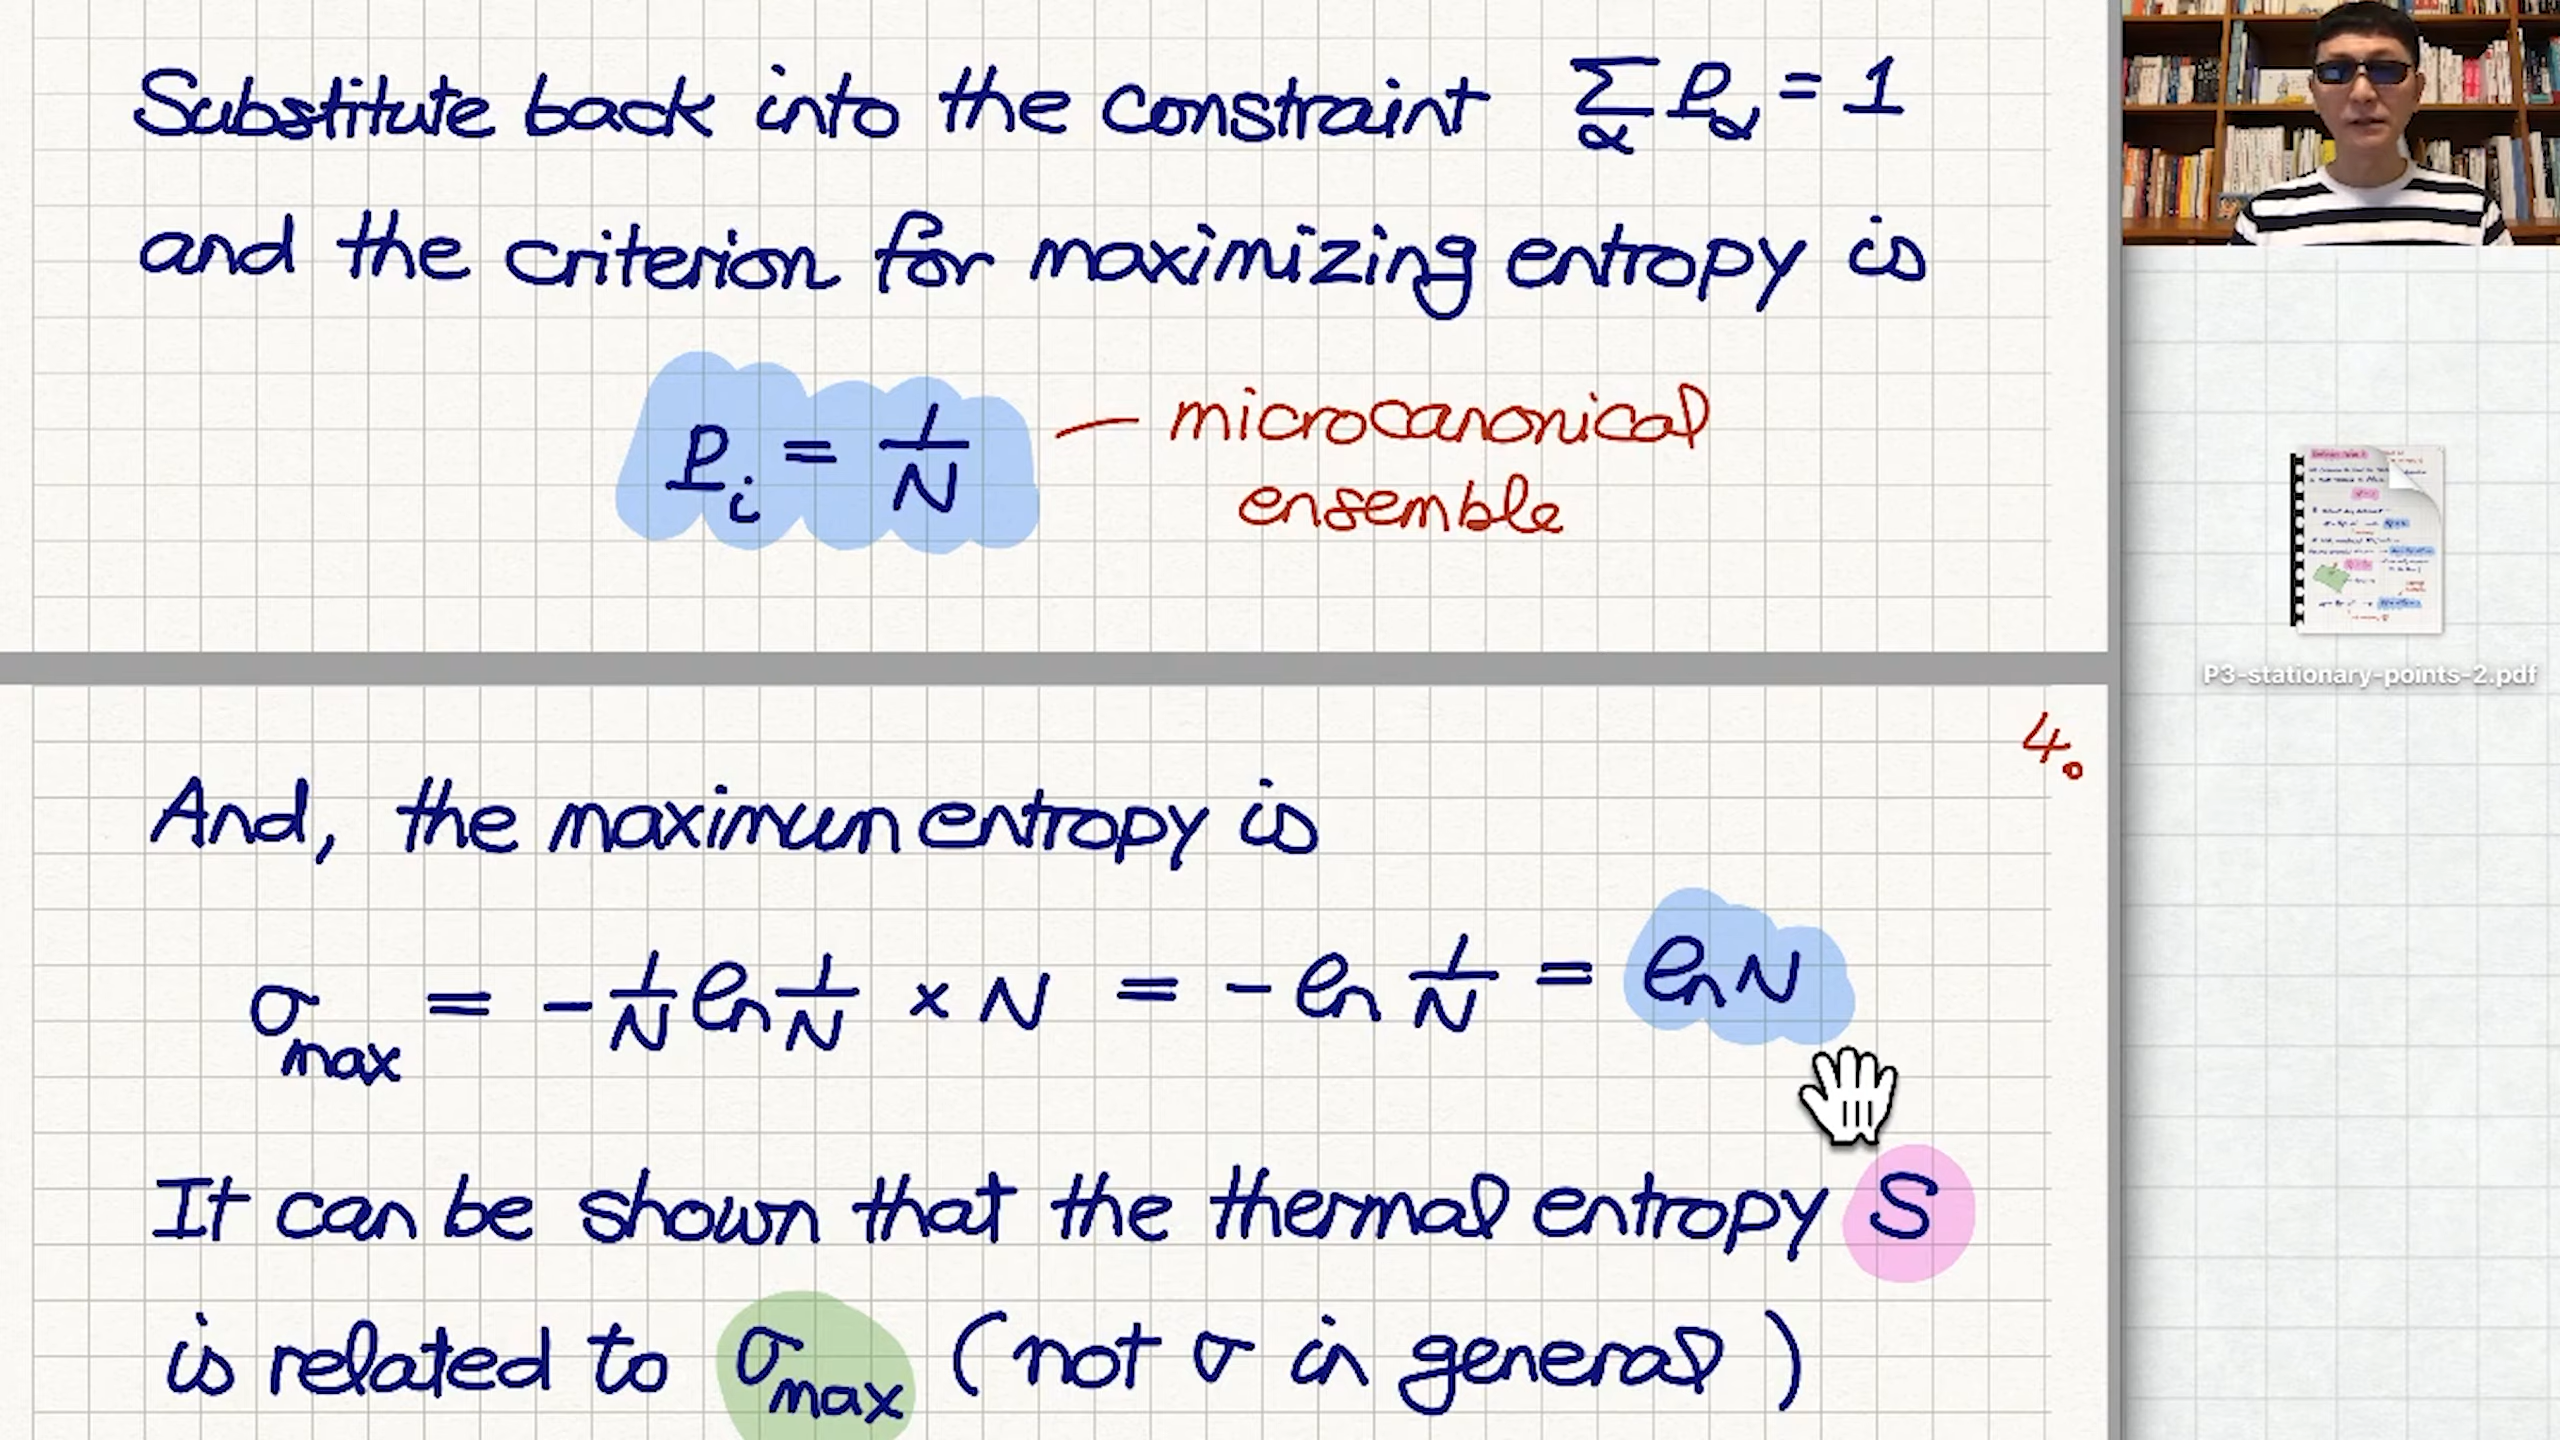 Substitute back into the constraint ∑_α P_α = 1
and the criterion for maximizing entropy is
P_i = 1/N — microcanonical
ensemble
P3-stationary-points-2.pdf
4.
And, the maximun entropy is
σ_max = - 1/N ln 1/N × N = - ln 1/N = ln N
It can be shown that the thermal entropy S
is related to σ_max (not σ in general)